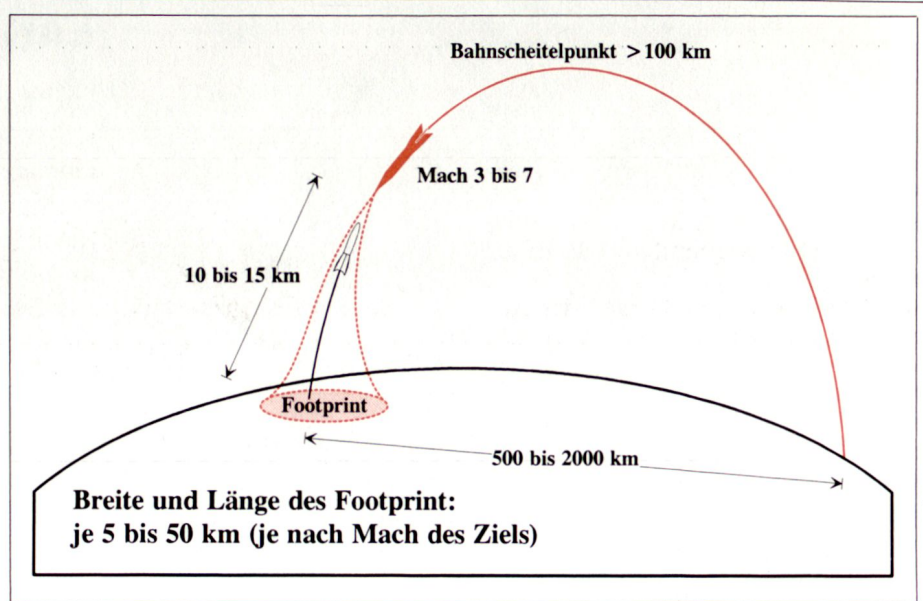 Bahnscheitelpunkt > 100 km
Mach 3 bis 7
10 bis 15 km
Footprint
500 bis 2000 km
Breite und Länge des Footprint:
je 5 bis 50 km (je nach Mach des Ziels)